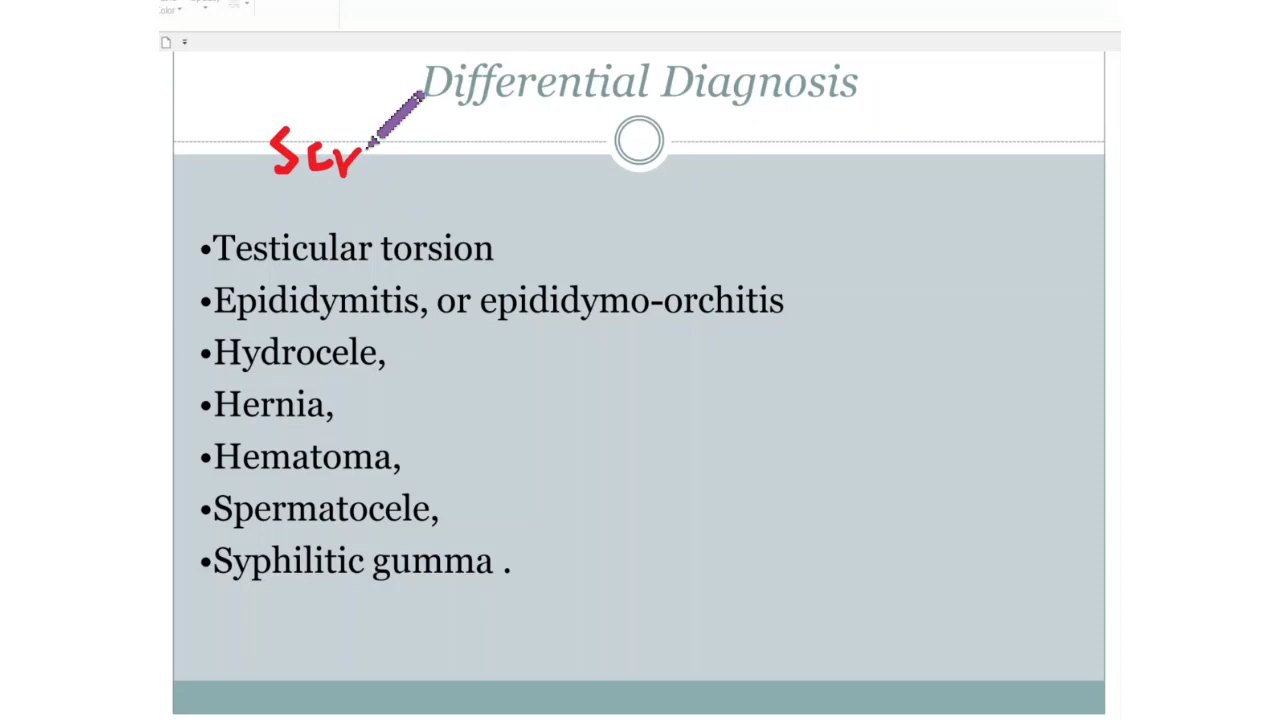 Differential Diagnosis
Scr
•Testicular torsion
•Epididymitis, or epididymo-orchitis
•Hydrocele,
•Hernia,
•Hematoma,
•Spermatocele,
•Syphilitic gumma .